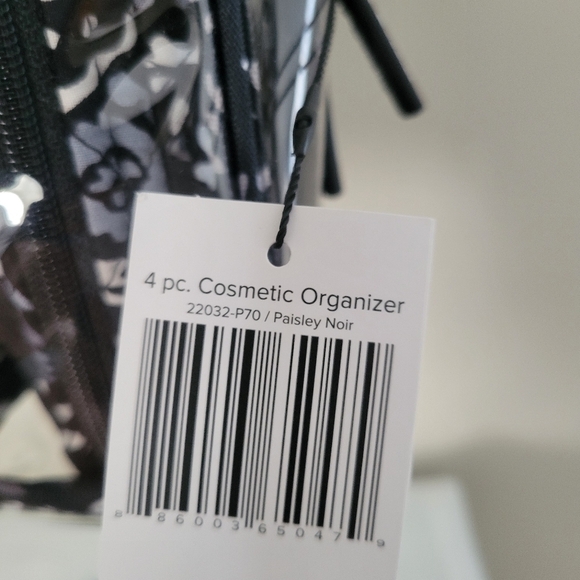 4 pc. Cosmetic Organizer
22032-P70 / Paisley Noir
8 86003 65047 9